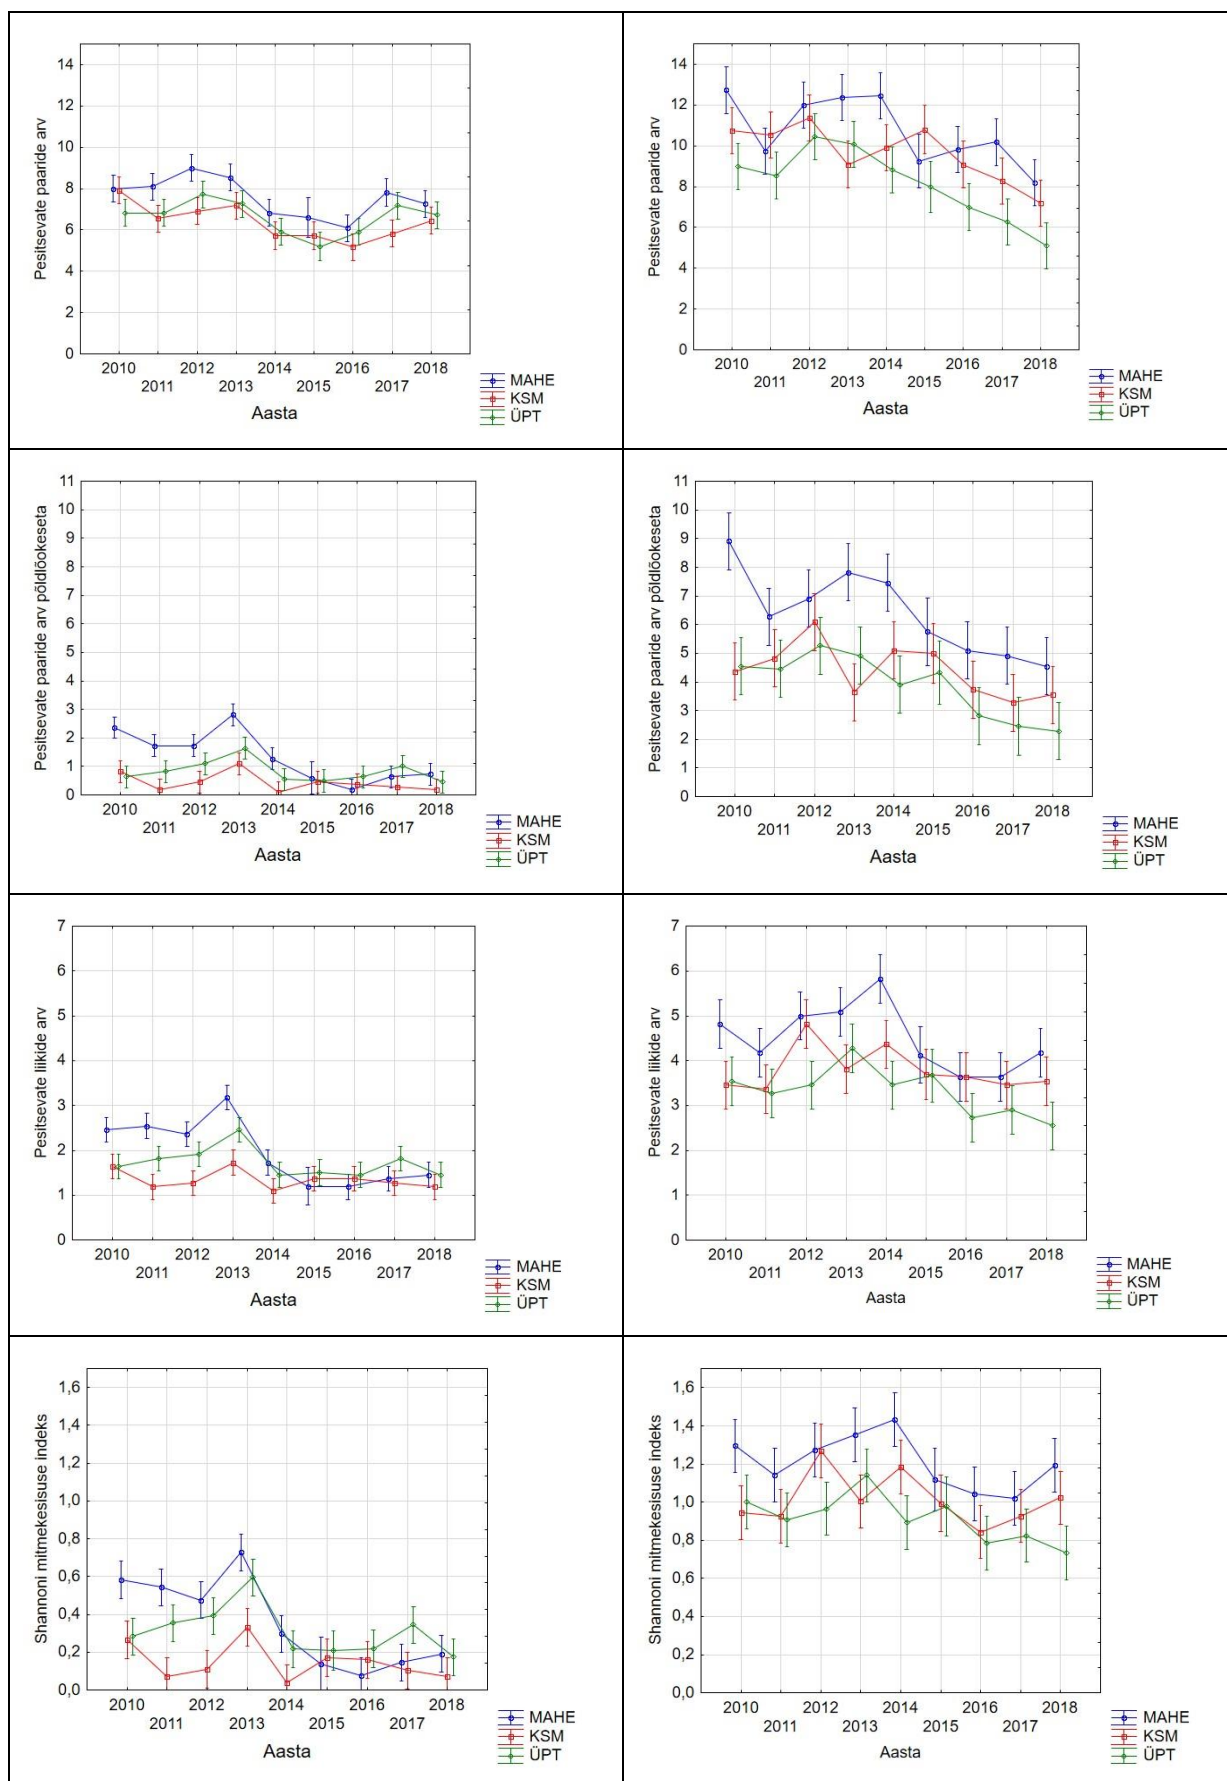 Pesitsevate paaride arv
14
12
10
8
6
4
2
0
2010 2012 2014 2016 2018
2011 2013 2015 2017
Aasta
MAHE
KSM
ÜPT
Pesitsevate paaride arv
14
12
10
8
6
4
2
0
2010 2012 2014 2016 2018
2011 2013 2015 2017
Aasta
MAHE
KSM
ÜPT
Pesitsevate paaride arv põldlõokeseta
11
10
9
8
7
6
5
4
3
2
1
0
2010 2012 2014 2016 2018
2011 2013 2015 2017
Aasta
MAHE
KSM
ÜPT
Pesitsevate paaride arv põldlõokeseta
11
10
9
8
7
6
5
4
3
2
1
0
2010 2012 2014 2016 2018
2011 2013 2015 2017
Aasta
MAHE
KSM
ÜPT
Pesitsevate liikide arv
7
6
5
4
3
2
1
0
2010 2012 2014 2016 2018
2011 2013 2015 2017
Aasta
MAHE
KSM
ÜPT
Pesitsevate liikide arv
7
6
5
4
3
2
1
0
2010 2012 2014 2016 2018
2011 2013 2015 2017
Aasta
MAHE
KSM
ÜPT
Shannoni mitmekesisuse indeks
1,6
1,4
1,2
1,0
0,8
0,6
0,4
0,2
0,0
2010 2012 2014 2016 2018
2011 2013 2015 2017
Aasta
MAHE
KSM
ÜPT
Shannoni mitmekesisuse indeks
1,6
1,4
1,2
1,0
0,8
0,6
0,4
0,2
0,0
2010 2012 2014 2016 2018
2011 2013 2015 2017
Aasta
MAHE
KSM
ÜPT